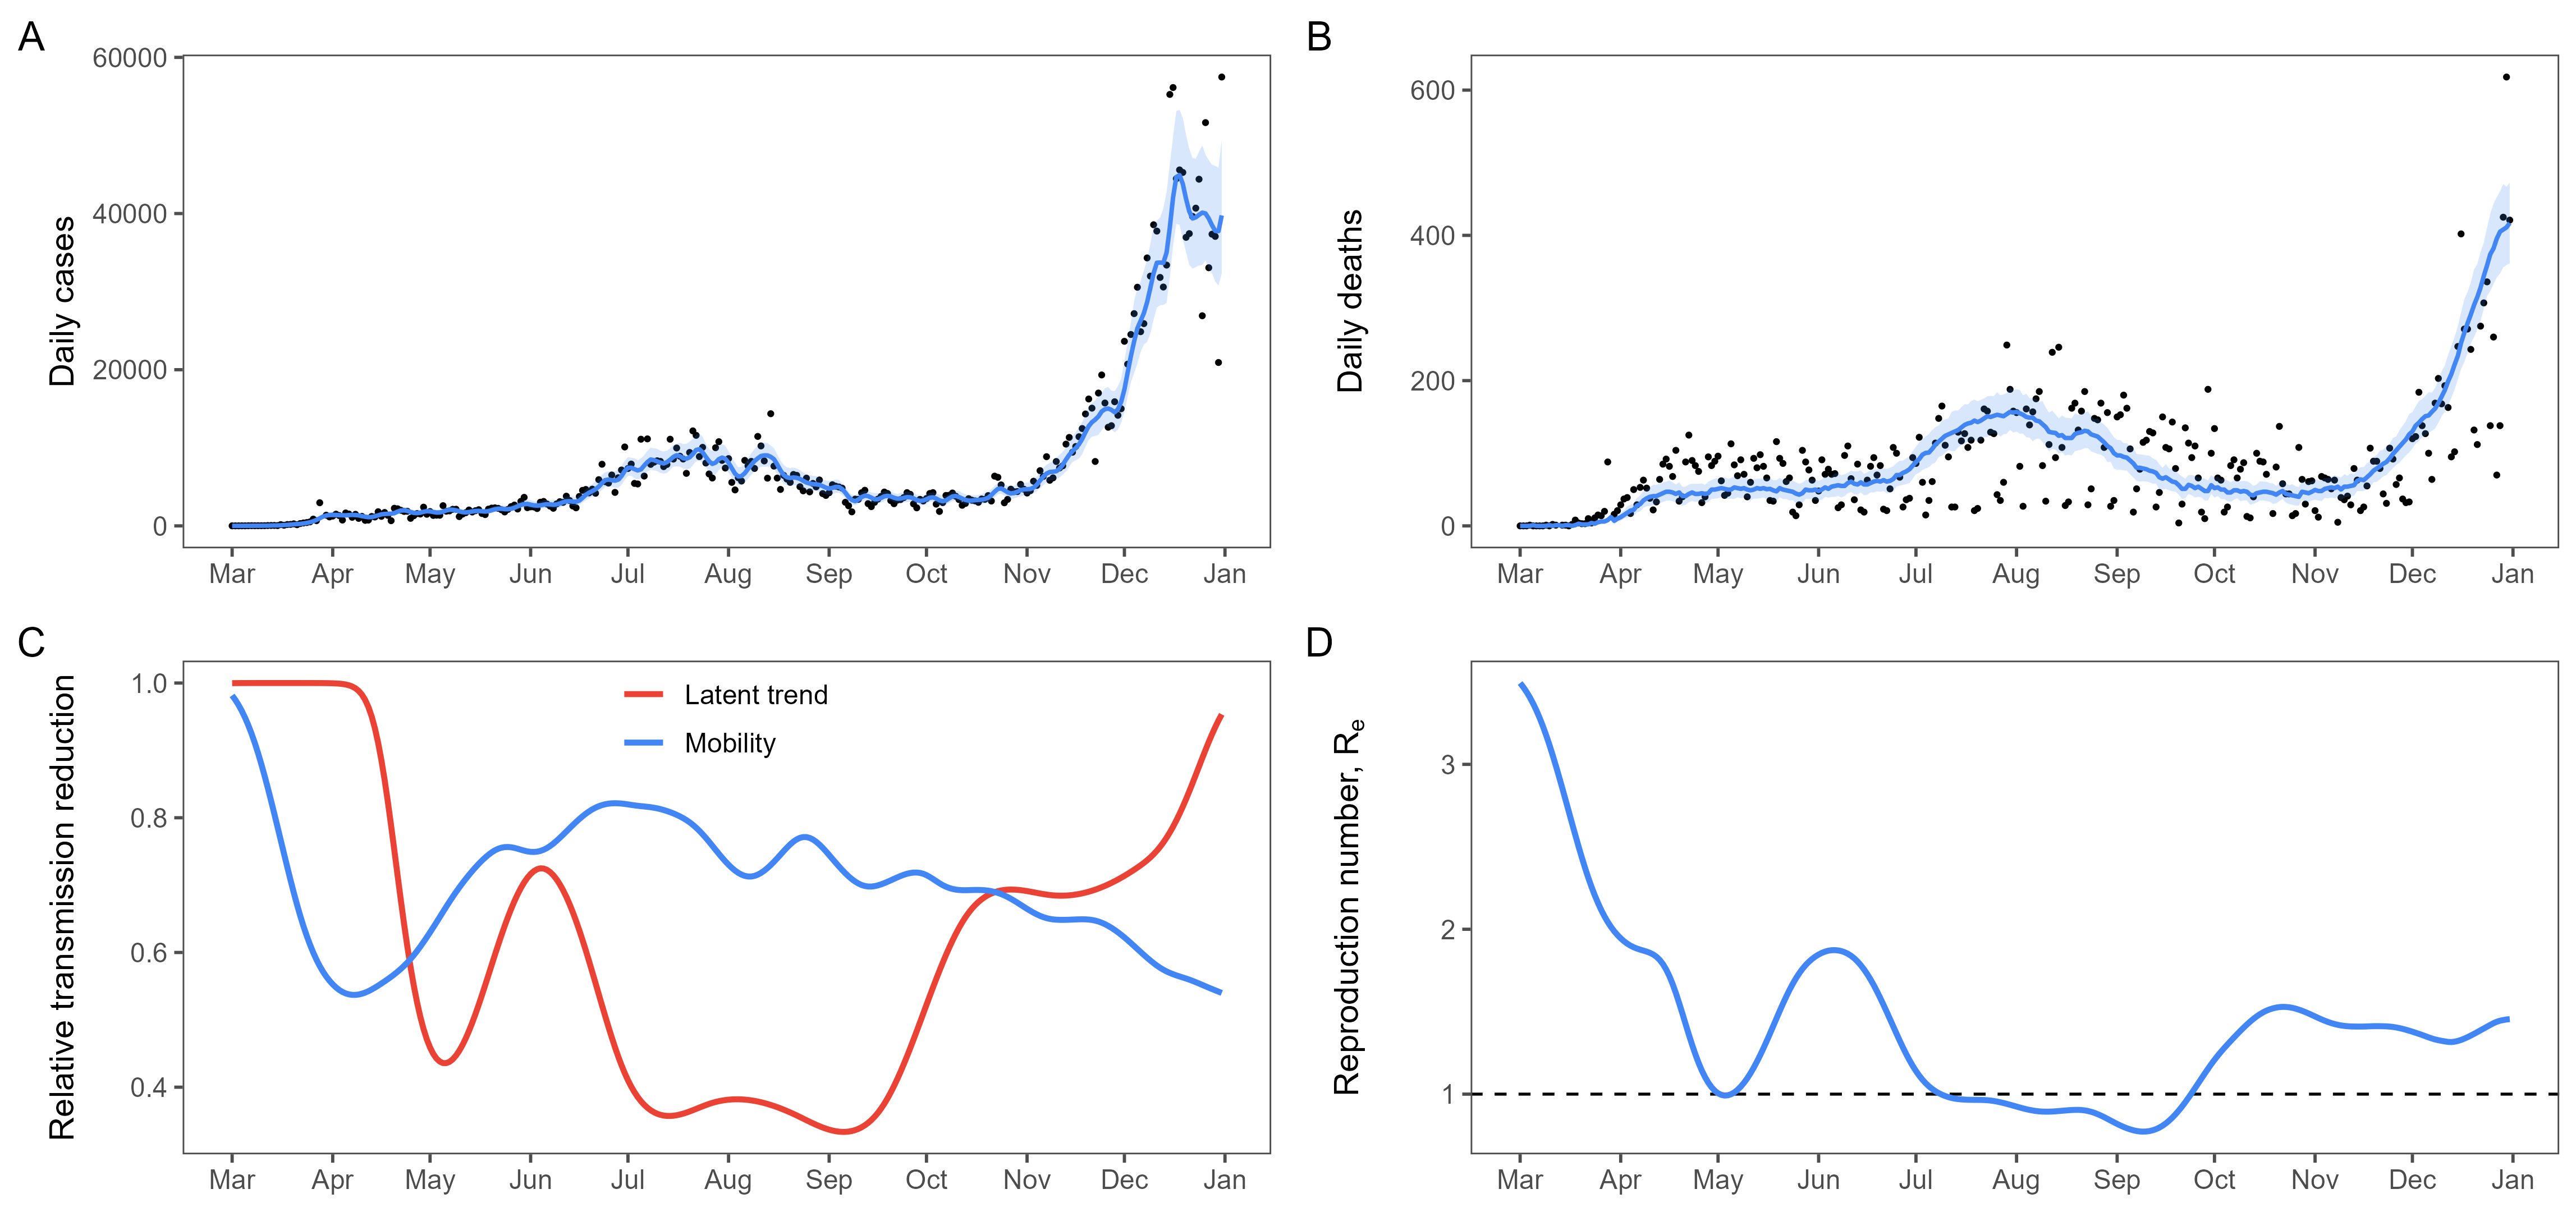 A
Daily cases
60000
40000
20000
0
Mar Apr May Jun Jul Aug Sep Oct Nov Dec Jan
B
Daily deaths
600
400
200
0
Mar Apr May Jun Jul Aug Sep Oct Nov Dec Jan
C
Relative transmission reduction
1.0
0.8
0.6
0.4
Latent trend
Mobility
Mar Apr May Jun Jul Aug Sep Oct Nov Dec Jan
D
Reproduction number, Re
3
2
1
Mar Apr May Jun Jul Aug Sep Oct Nov Dec Jan